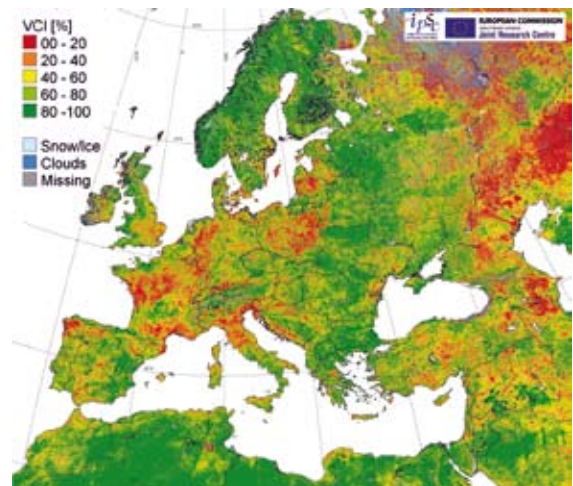 VCI [%]
00 - 20
20 - 40
40 - 60
60 - 80
80 -100
Snow/Ice
Clouds
Missing
EUROPEAN COMMISSION
Joint Research Centre